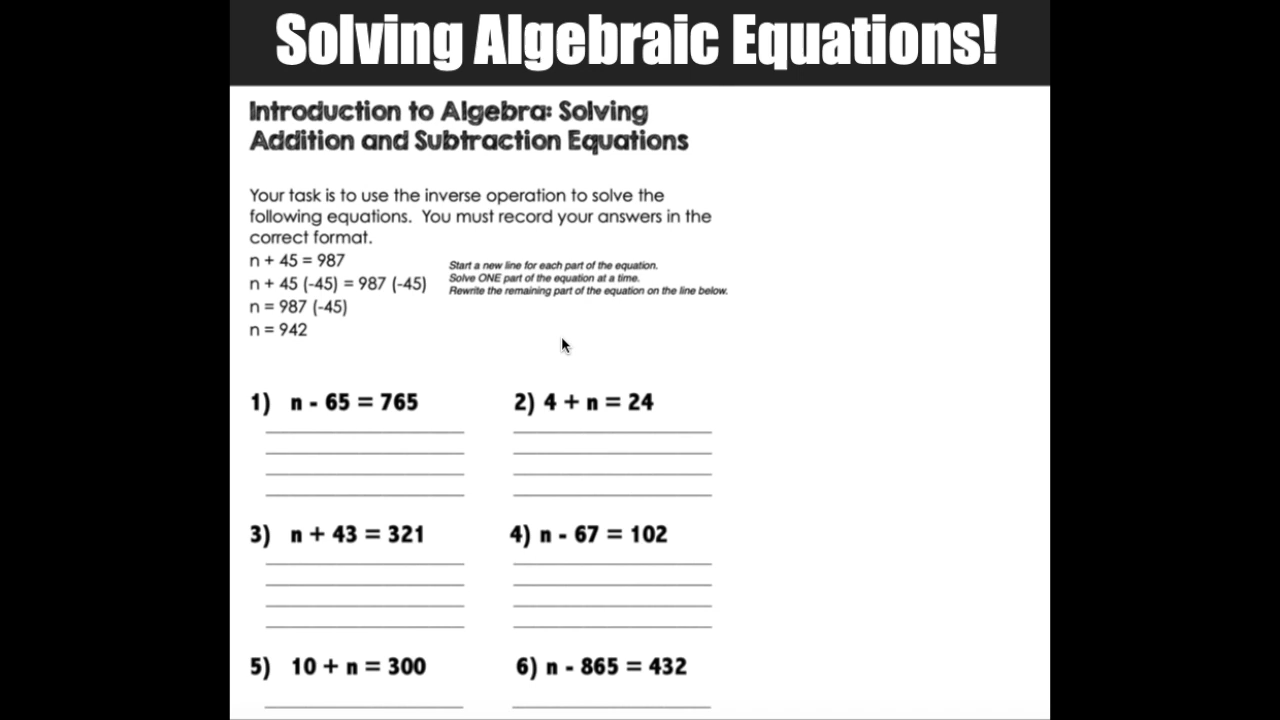 Solving Algebraic Equations!
Introduction to Algebra: Solving
Addition and Subtraction Equations
Your task is to use the inverse operation to solve the
following equations.  You must record your answers in the
correct format.
n + 45 = 987
n + 45 (-45) = 987 (-45)
n = 987 (-45)
n = 942
Start a new line for each part of the equation.
Solve ONE part of the equation at a time.
Rewrite the remaining part of the equation on the line below.
1) n - 65 = 765
2) 4 + n = 24
3) n + 43 = 321
4) n - 67 = 102
5) 10 + n = 300
6) n - 865 = 432